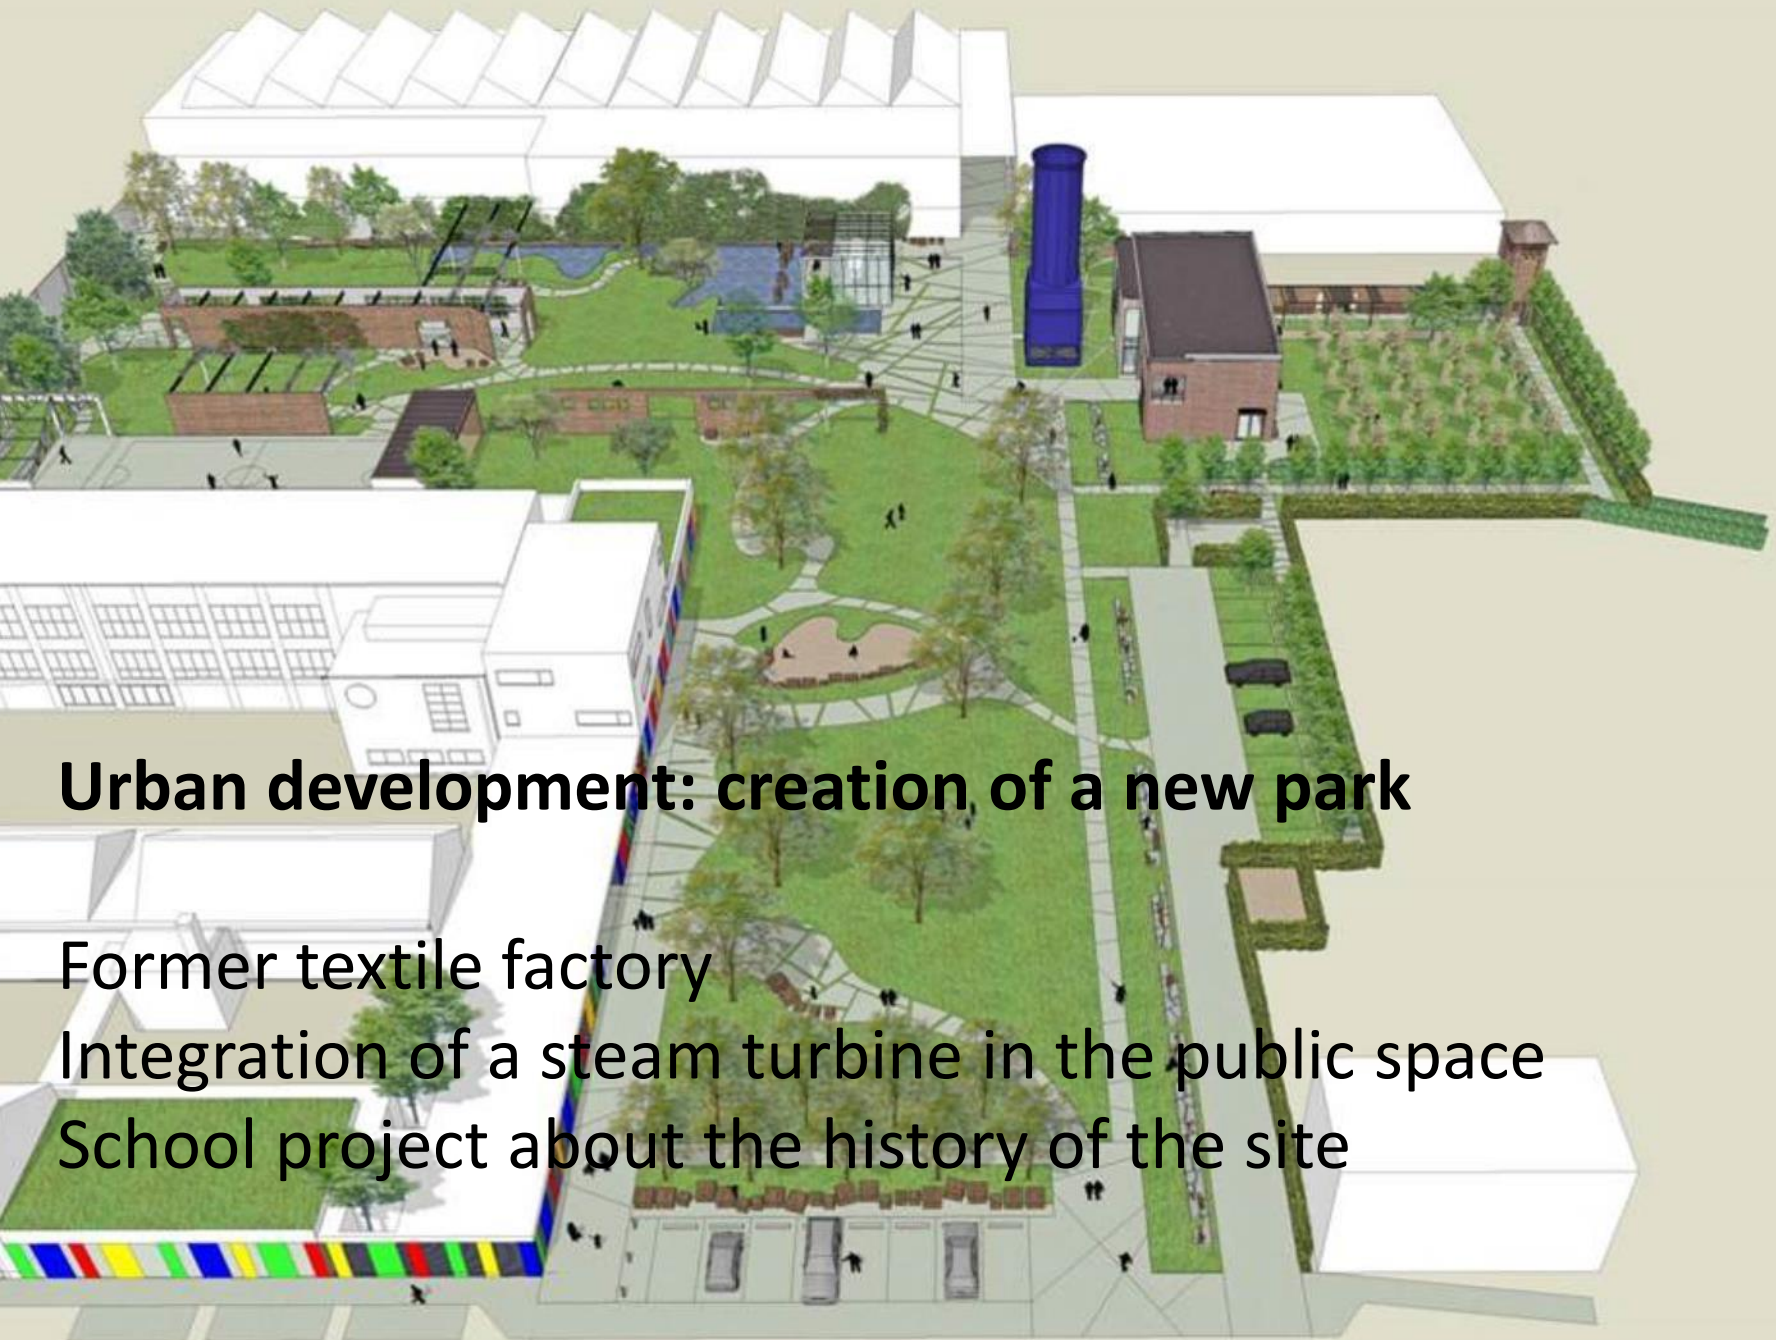 Urban development: creation of a new park
Former textile factory
Integration of a steam turbine in the public space
School project about the history of the site